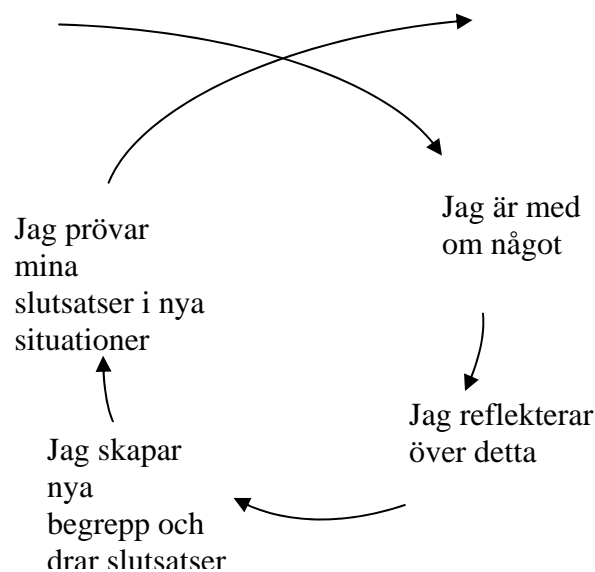 Jag är med
om något
Jag reflekterar
över detta
Jag skapar
nya
begrepp och
drar slutsatser
Jag prövar
mina
slutsatser i nya
situationer